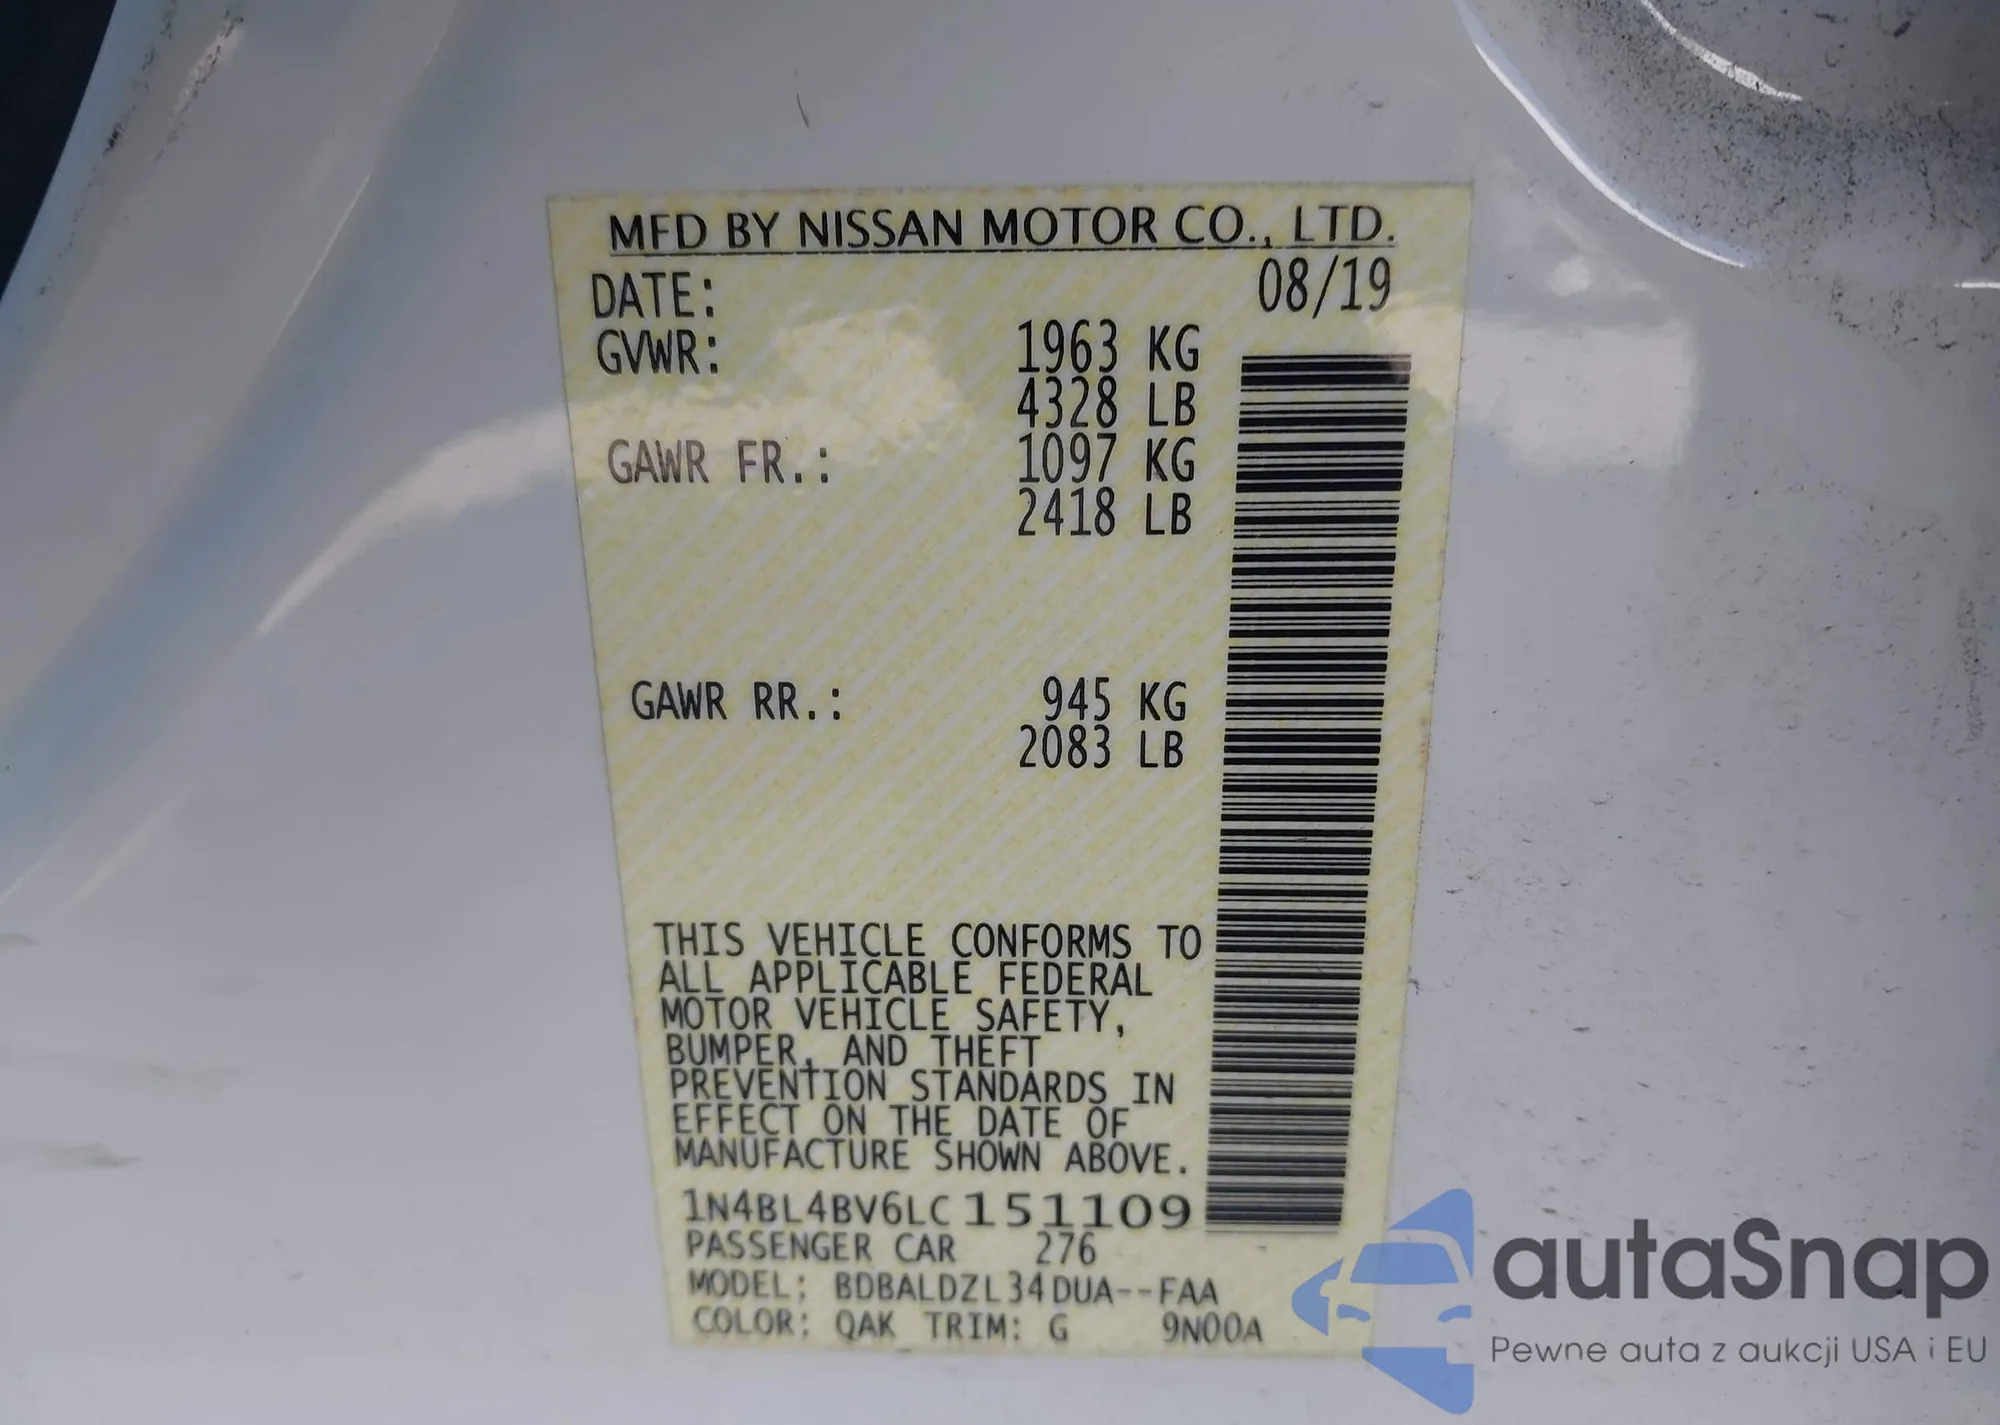 MFD BY NISSAN MOTOR CO., LTD.
DATE: 08/19
GVWR: 1963 KG
4328 LB
GAWR FR.: 1097 KG
2418 LB
GAWR RR.: 945 KG
2083 LB
THIS VEHICLE CONFORMS TO
ALL APPLICABLE FEDERAL
MOTOR VEHICLE SAFETY,
BUMPER, AND THEFT
PREVENTION STANDARDS IN
EFFECT ON THE DATE OF
MANUFACTURE SHOWN ABOVE.
1N4BL4BV6LC151109
PASSENGER CAR 276
MODEL: BDBALDZL34DUA--FAA
COLOR: QAK TRIM: G 9N00A
autaSnap
Pewne auta z aukcji USA i EU